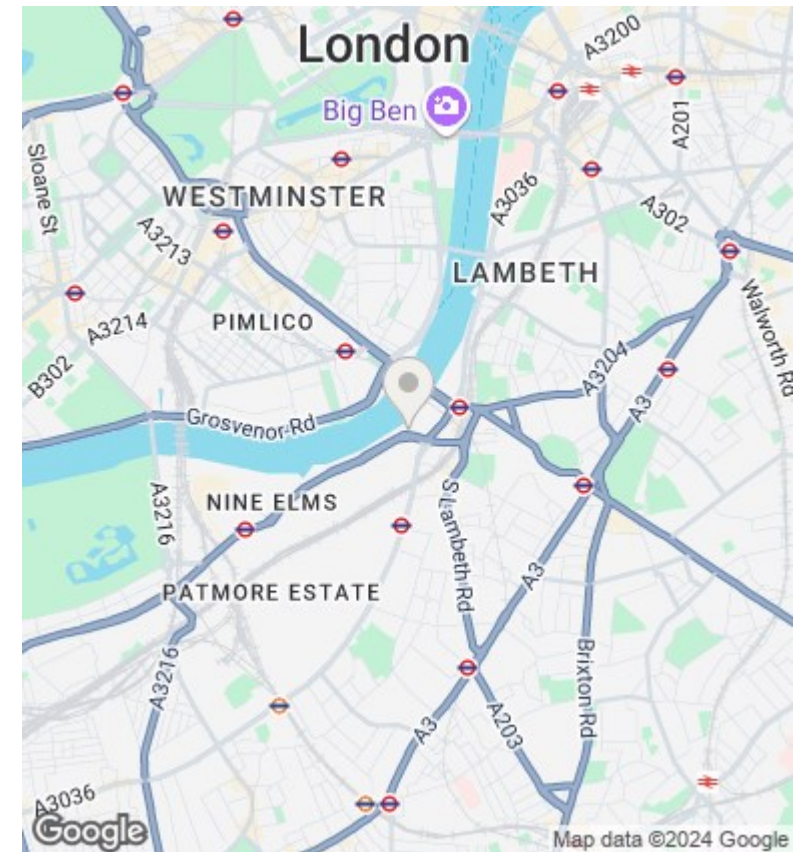 London
A3200
Big Ben
A201
Sloane St
WESTMINSTER
A3036
A302
A3213
LAMBETH
A3214
PIMLICO
Walworth Rd
B302
A3204
Grosvenor Rd
A3
A3216
NINE ELMS
S Lambeth Rd
A3
PATMORE ESTATE
A3216
Brixton Rd
A203
A3
A3036
Google
Map data ©2024 Google